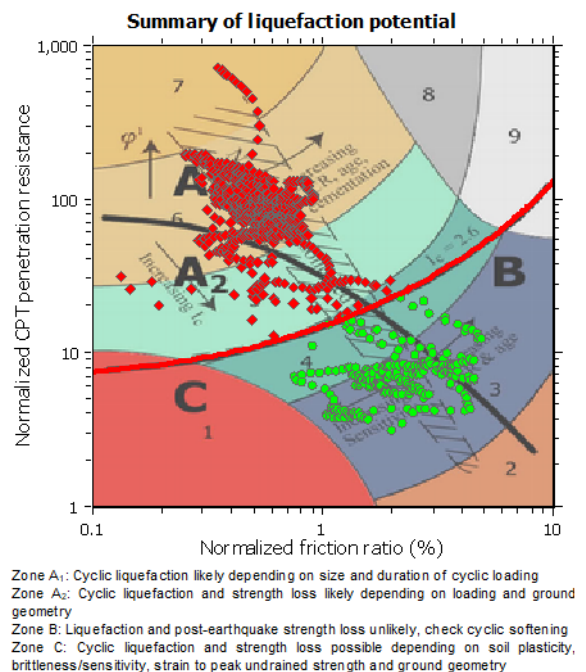 Summary of liquefaction potential
1,000
100
10
1
Normalized CPT penetration resistance
7
8
9
φ'
A
6
A2
Increasing Ic
cementation
Ic = 2.6
B
C
4
3
1
2
0.1
1
10
Normalized friction ratio (%)
Zone A₁: Cyclic liquefaction likely depending on size and duration of cyclic loading
Zone A₂: Cyclic liquefaction and strength loss likely depending on loading and ground
geometry
Zone B: Liquefaction and post-earthquake strength loss unlikely, check cyclic softening
Zone C: Cyclic liquefaction and strength loss possible depending on soil plasticity,
brittleness/sensitivity, strain to peak undrained strength and ground geometry